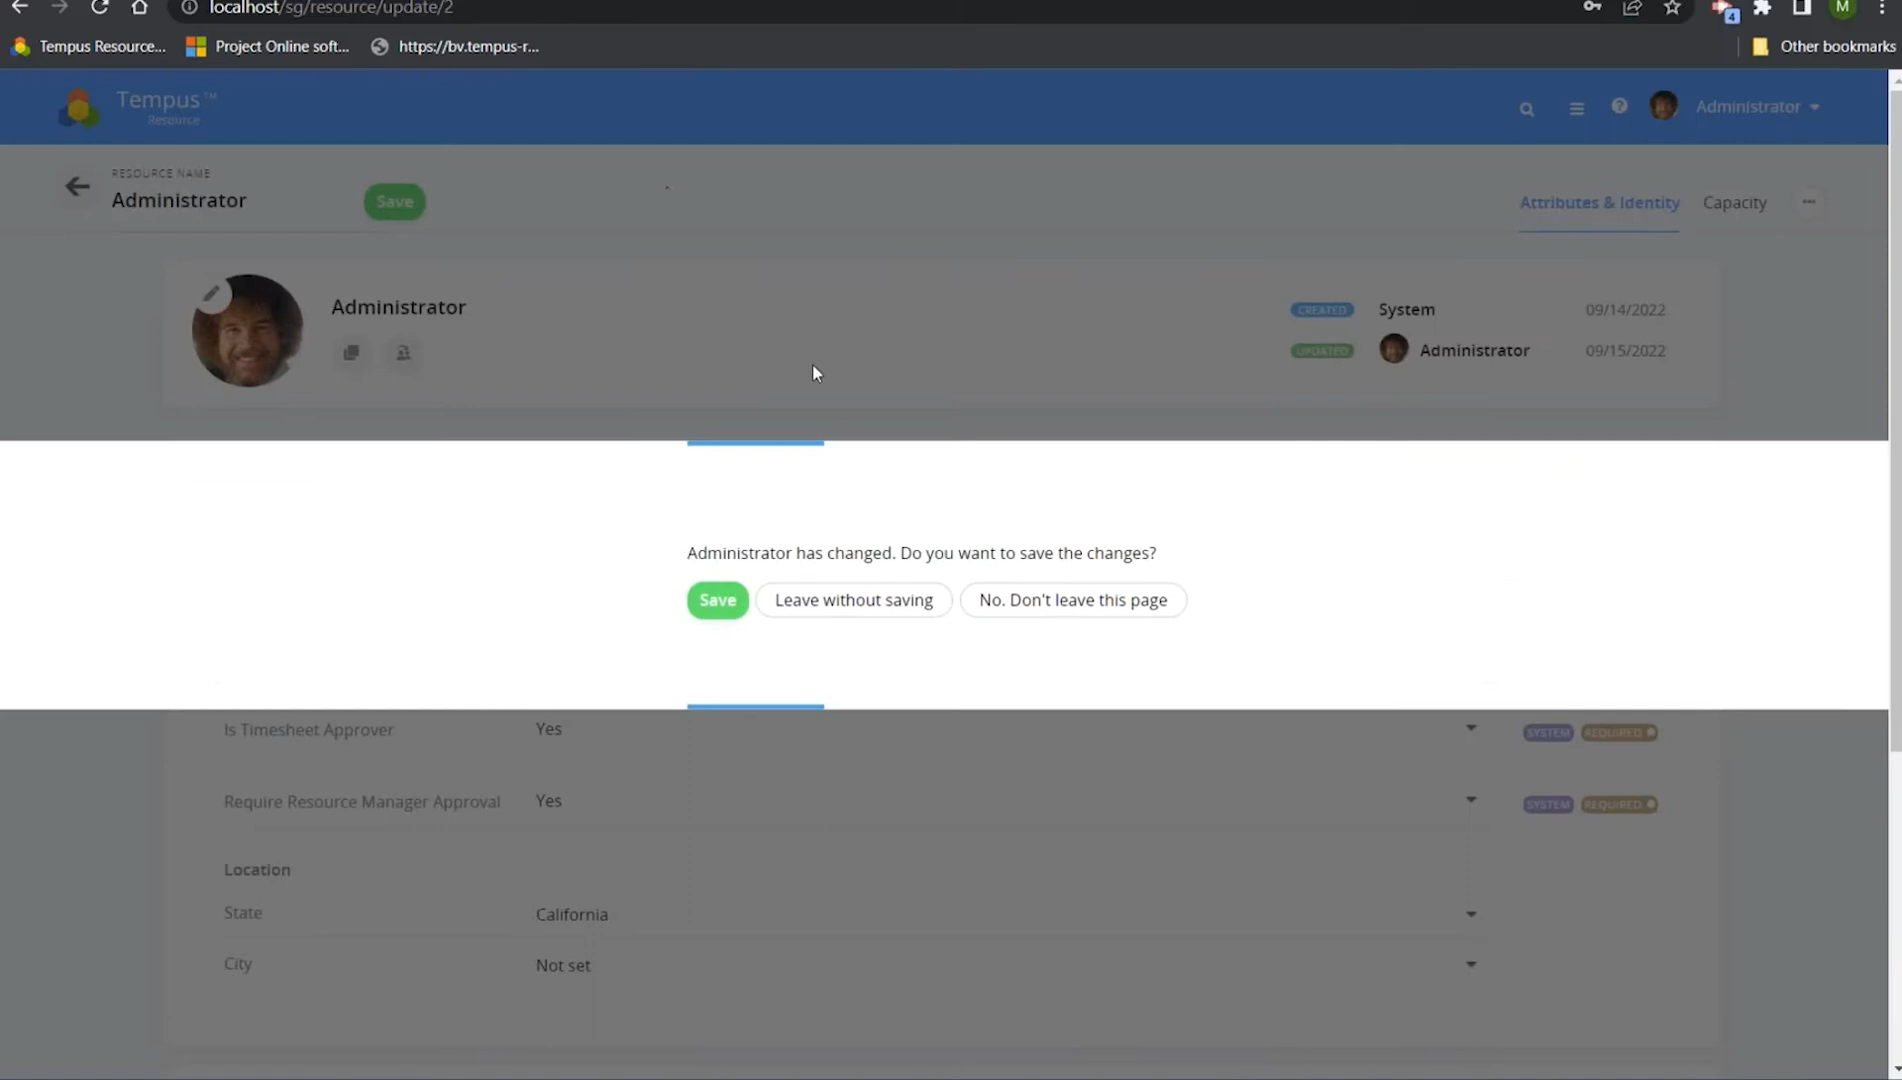 localhost/sg/resource/update/2
4
M
Tempus Resource... Project Online soft... https://bv.tempus-r... Other bookmarks
Tempus™
Resource
Administrator
RESOURCE NAME
Administrator
Save
Attributes & Identity Capacity
Administrator
CREATED System 09/14/2022
UPDATED Administrator 09/15/2022
Administrator has changed. Do you want to save the changes?
Save Leave without saving No. Don't leave this page
Is Timesheet Approver Yes SYSTEM REQUIRED
Require Resource Manager Approval Yes SYSTEM REQUIRED
Location
State California
City Not set